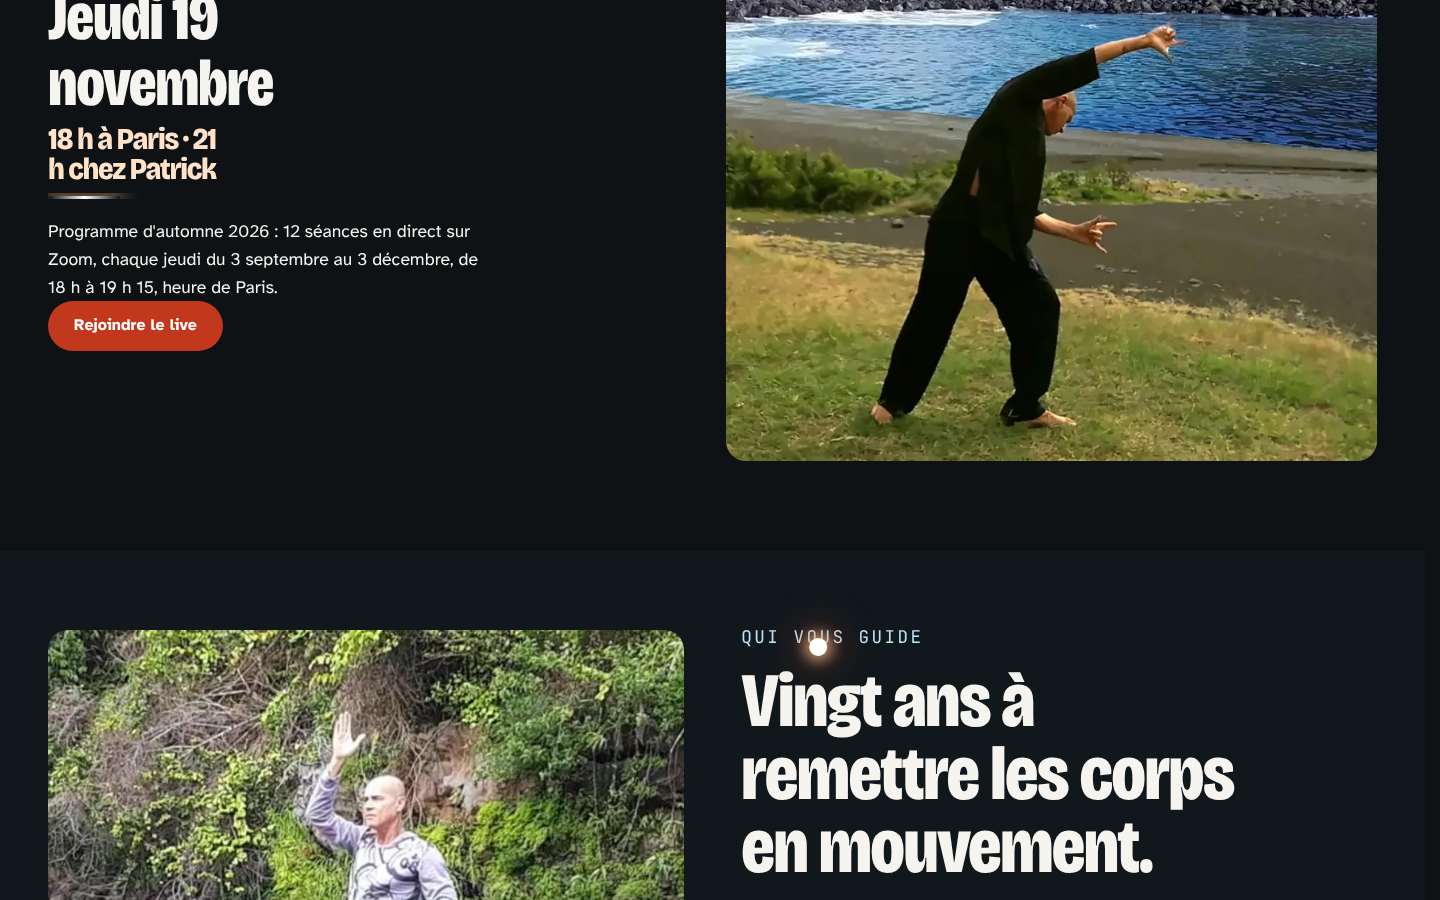 Jeudi 19
novembre
18 h à Paris · 21
h chez Patrick
Programme d'automne 2026 : 12 séances en direct sur
Zoom, chaque jeudi du 3 septembre au 3 décembre, de
18 h à 19 h 15, heure de Paris.
Rejoindre le live
QUI VOUS GUIDE
Vingt ans à
remettre les corps
en mouvement.